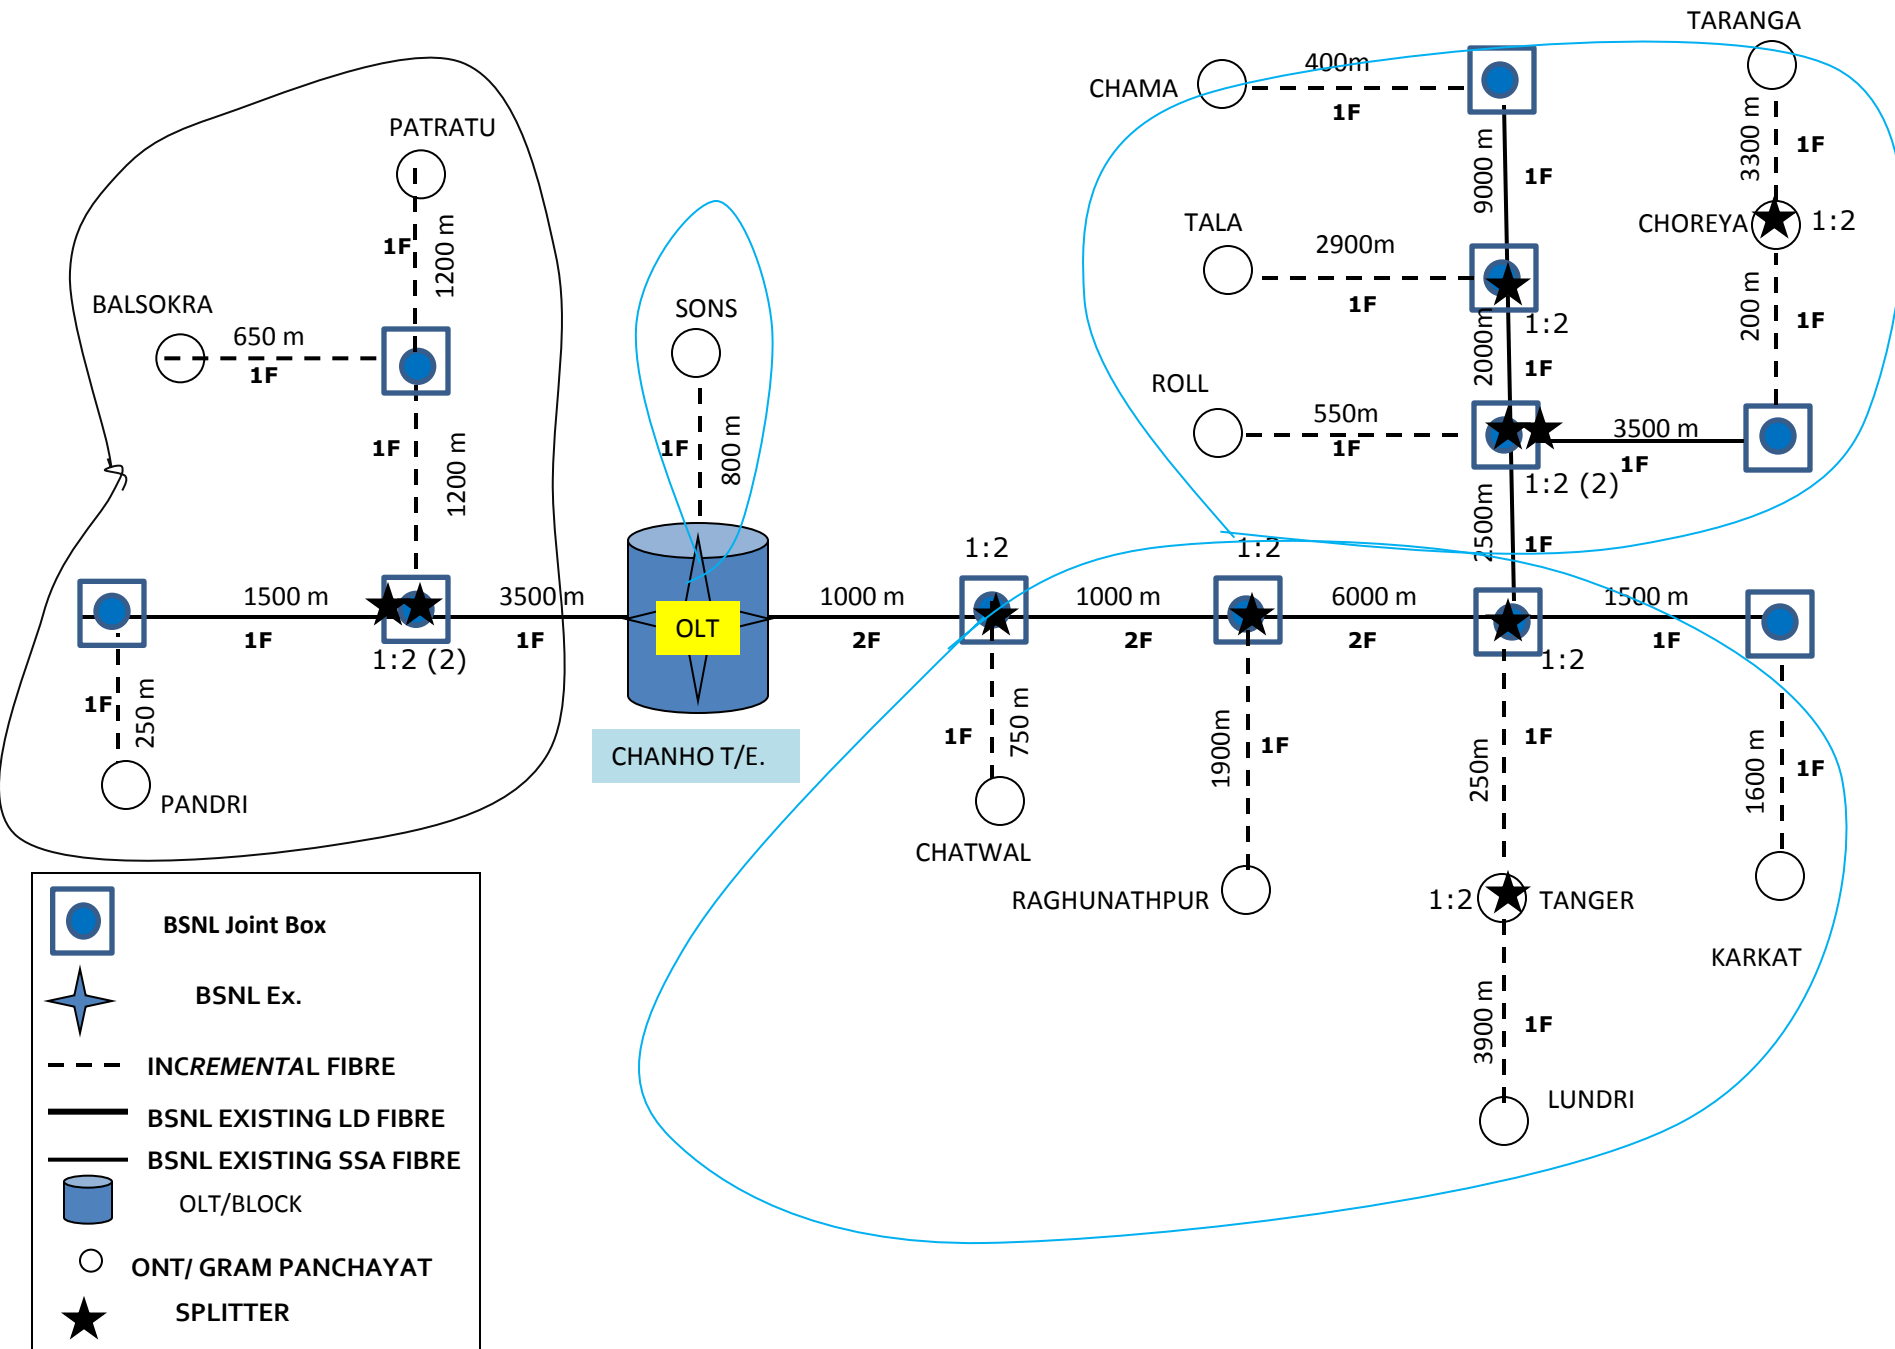 TARANGA
400m
CHAMA
1F
3300 m
1F
PATRATU
9000 m
1F
TALA
CHOREYA
1:2
1F
1200 m
2900m
1F
BALSOKRA
SONS
650 m
1F
1:2
200 m
1F
2000m
1F
ROLL
550m
1F
3500 m
1F
1F
1200 m
1F
800 m
1:2 (2)
2500m
1F
1:2
1:2
1500 m
1F
3500 m
1F
1:2 (2)
OLT
1000 m
2F
1000 m
2F
6000 m
2F
1:2
1500 m
1F
1F
250 m
CHANHO T/E.
1F
750 m
1900m
1F
250m
1F
1600 m
1F
PANDRI
CHATWAL
RAGHUNATHPUR
1:2
TANGER
KARKAT
3900 m
1F
LUNDRI
BSNL Joint Box
BSNL Ex.
INCREMENTAL FIBRE
BSNL EXISTING LD FIBRE
BSNL EXISTING SSA FIBRE
OLT/BLOCK
ONT/ GRAM PANCHAYAT
SPLITTER